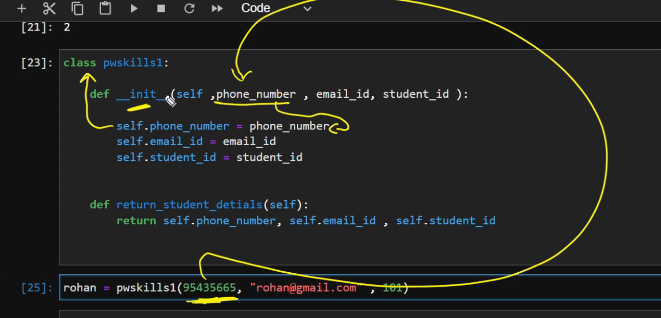 Code
[21]: 2
[23]: class pwskills1:
def __init__(self ,phone_number , email_id, student_id ):
self.phone_number = phone_number
self.email_id = email_id
self.student_id = student_id
def return_student_detials(self):
return self.phone_number, self.email_id , self.student_id
[25]: rohan = pwskills1(95435665, "rohan@gmail.com" , 101)